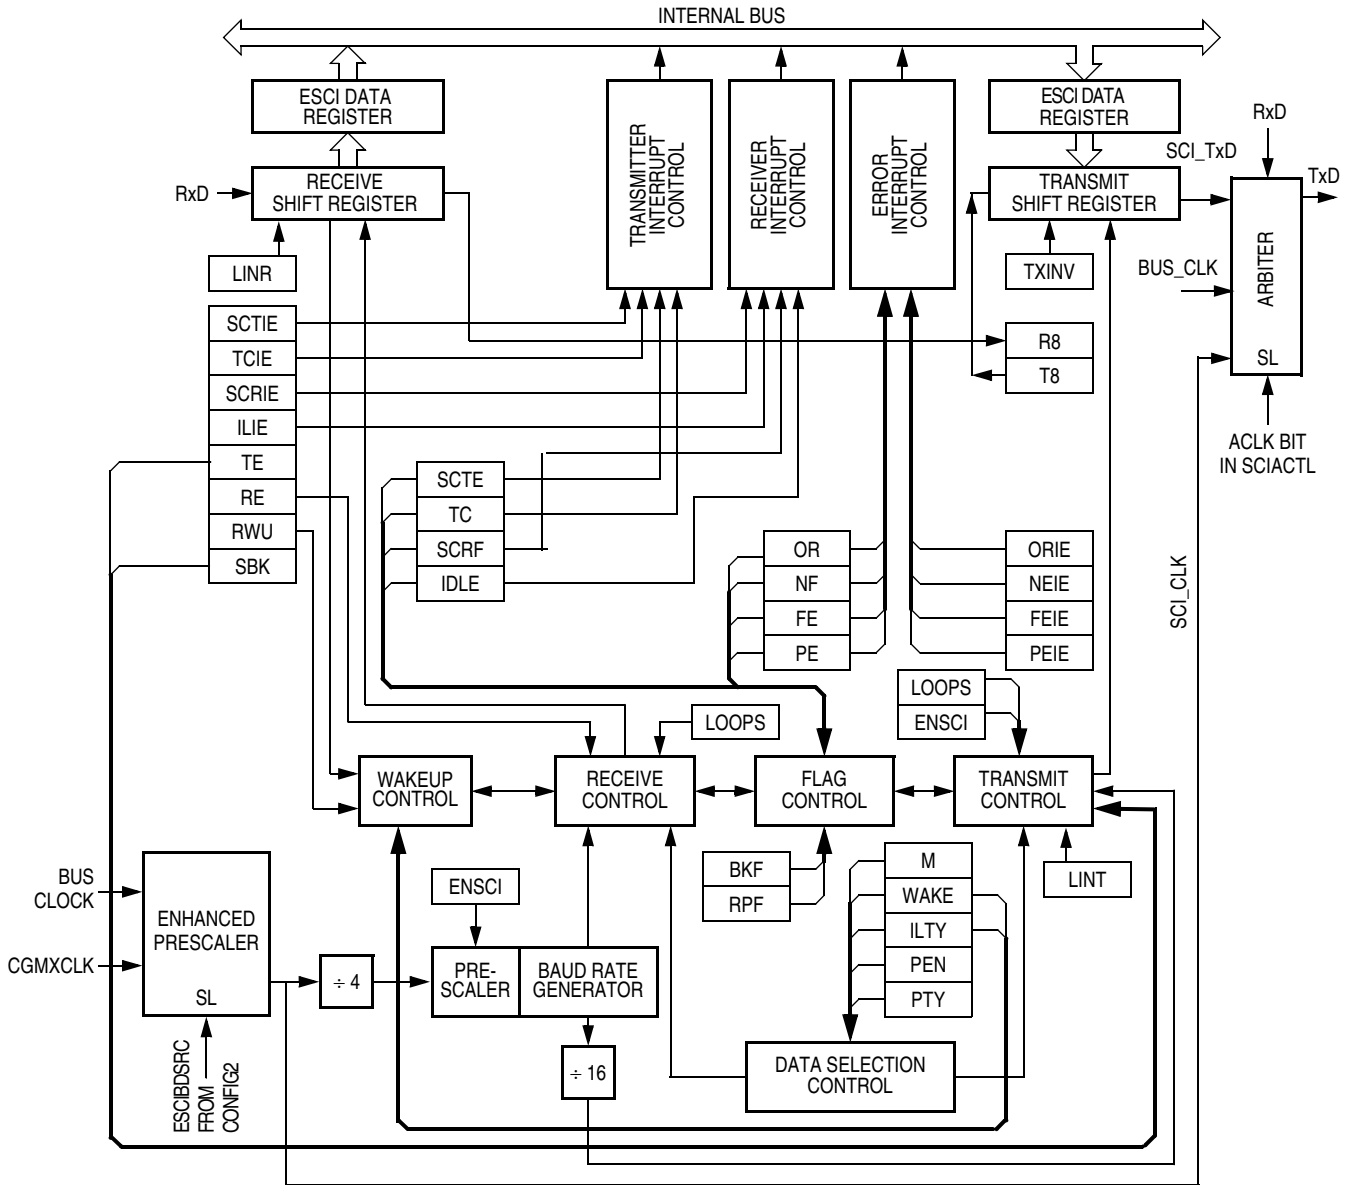 INTERNAL BUS
ESCI DATA
REGISTER
RECEIVE
SHIFT REGISTER
RxD
LINR
TRANSMITTER
INTERRUPT
CONTROL
RECEIVER
INTERRUPT
CONTROL
ERROR
INTERRUPT
CONTROL
ESCI DATA
REGISTER
TRANSMIT
SHIFT REGISTER
TXINV
SCI_TxD
RxD
TxD
BUS_CLK
ARBITER
SL
ACLK BIT
IN SCIACTL
R8
T8
SCTIE
TCIE
SCRIE
ILIE
TE
RE
RWU
SBK
SCTE
TC
SCRF
IDLE
OR
NF
FE
PE
ORIE
NEIE
FEIE
PEIE
SCI_CLK
LOOPS
ENSCI
LOOPS
WAKEUP
CONTROL
RECEIVE
CONTROL
FLAG
CONTROL
TRANSMIT
CONTROL
BKF
RPF
M
WAKE
ILTY
PEN
PTY
LINT
BUS
CLOCK
CGMXCLK
ENHANCED
PRESCALER
SL
ESCIBDSRC
FROM
CONFIG2
÷ 4
ENSCI
PRE-
SCALER
BAUD RATE
GENERATOR
÷ 16
DATA SELECTION
CONTROL